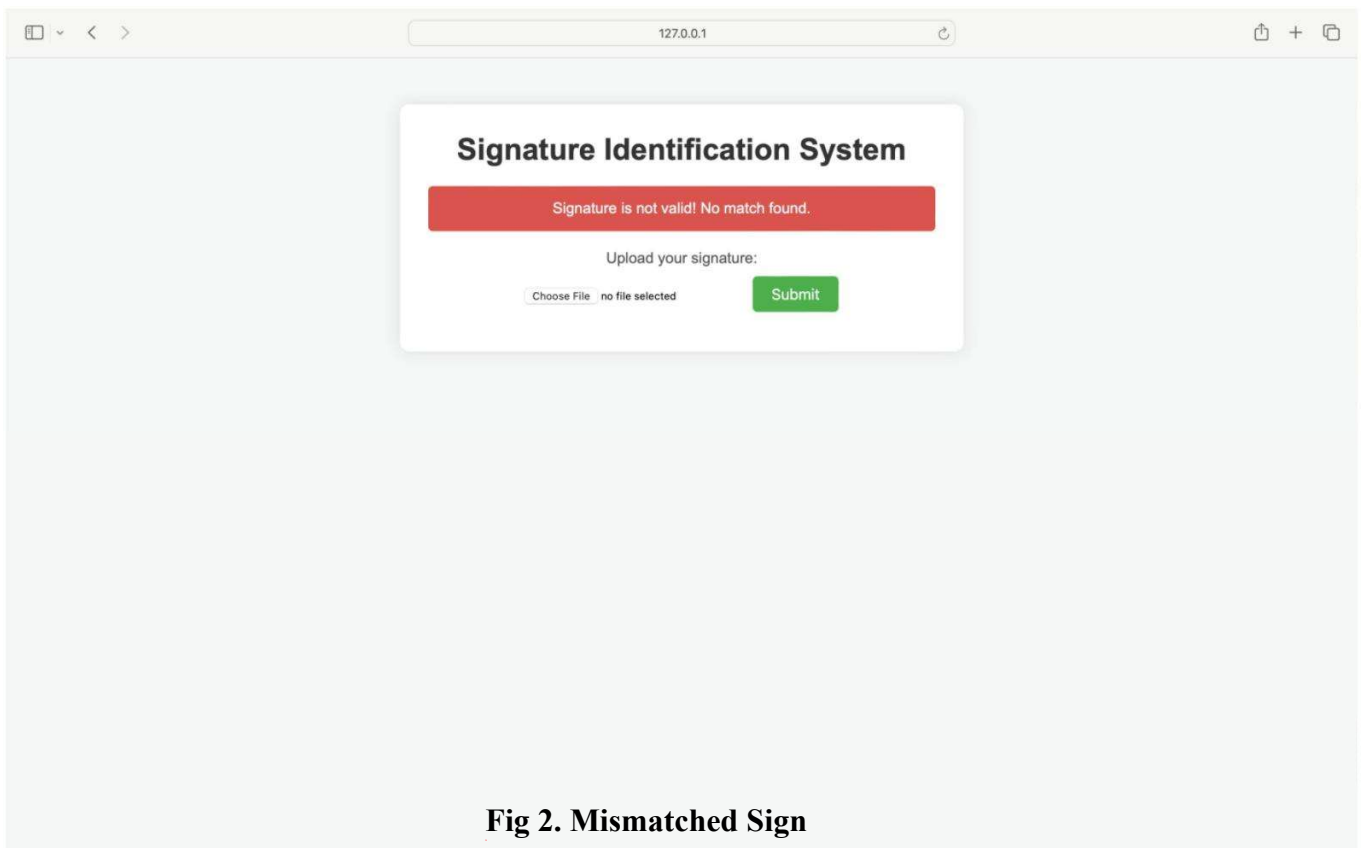 127.0.0.1
Signature Identification System
Signature is not valid! No match found.
Upload your signature:
Choose File no file selected Submit
Fig 2. Mismatched Sign